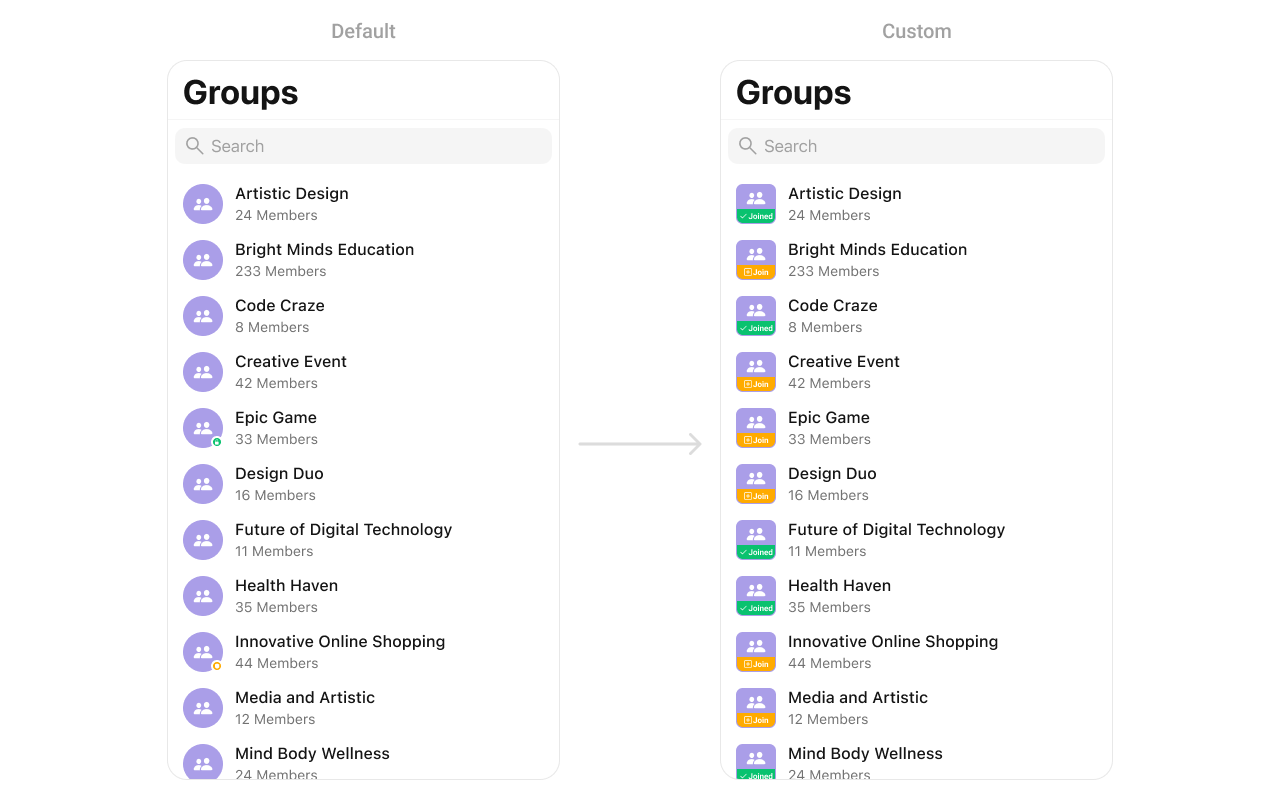 Default
Groups
Search
Artistic Design
24 Members
Bright Minds Education
233 Members
Code Craze
8 Members
Creative Event
42 Members
Epic Game
33 Members
Design Duo
16 Members
Future of Digital Technology
11 Members
Health Haven
35 Members
Innovative Online Shopping
44 Members
Media and Artistic
12 Members
Mind Body Wellness
24 Members
Custom
Groups
Search
Artistic Design
Joined
24 Members
Bright Minds Education
Join
233 Members
Code Craze
Joined
8 Members
Creative Event
Join
42 Members
Epic Game
Join
33 Members
Design Duo
Join
16 Members
Future of Digital Technology
Joined
11 Members
Health Haven
Joined
35 Members
Innovative Online Shopping
Join
44 Members
Media and Artistic
Join
12 Members
Mind Body Wellness
Joined
24 Members